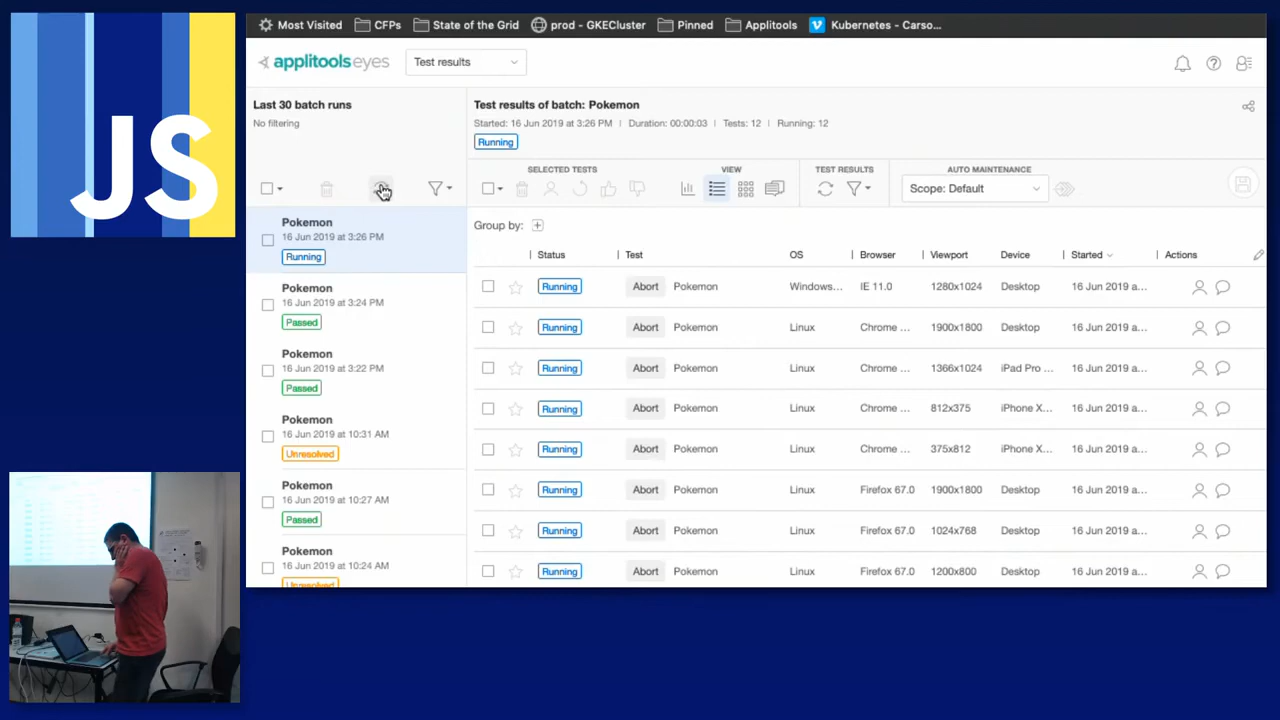 JS
Most Visited CFPs State of the Grid prod - GKECluster Pinned Applitools Kubernetes - Carso...
applitools eyes Test results
Last 30 batch runs
No filtering
Test results of batch: Pokemon
Started: 16 Jun 2019 at 3:26 PM | Duration: 00:00:03 | Tests: 12 | Running: 12
Running
SELECTED TESTS VIEW TEST RESULTS AUTO MAINTENANCE
Scope: Default
Pokemon
16 Jun 2019 at 3:26 PM
Running
Pokemon
16 Jun 2019 at 3:24 PM
Passed
Pokemon
16 Jun 2019 at 3:22 PM
Passed
Pokemon
16 Jun 2019 at 10:31 AM
Unresolved
Pokemon
16 Jun 2019 at 10:27 AM
Passed
Pokemon
16 Jun 2019 at 10:24 AM
Unresolved
Group by:
Status Test OS Browser Viewport Device Started Actions
Running Abort Pokemon Windows... IE 11.0 1280x1024 Desktop 16 Jun 2019 a...
Running Abort Pokemon Linux Chrome ... 1900x1800 Desktop 16 Jun 2019 a...
Running Abort Pokemon Linux Chrome ... 1366x1024 iPad Pro ... 16 Jun 2019 a...
Running Abort Pokemon Linux Chrome ... 812x375 iPhone X... 16 Jun 2019 a...
Running Abort Pokemon Linux Chrome ... 375x812 iPhone X... 16 Jun 2019 a...
Running Abort Pokemon Linux Firefox 67.0 1900x1800 Desktop 16 Jun 2019 a...
Running Abort Pokemon Linux Firefox 67.0 1024x768 Desktop 16 Jun 2019 a...
Running Abort Pokemon Linux Firefox 67.0 1200x800 Desktop 16 Jun 2019 a...